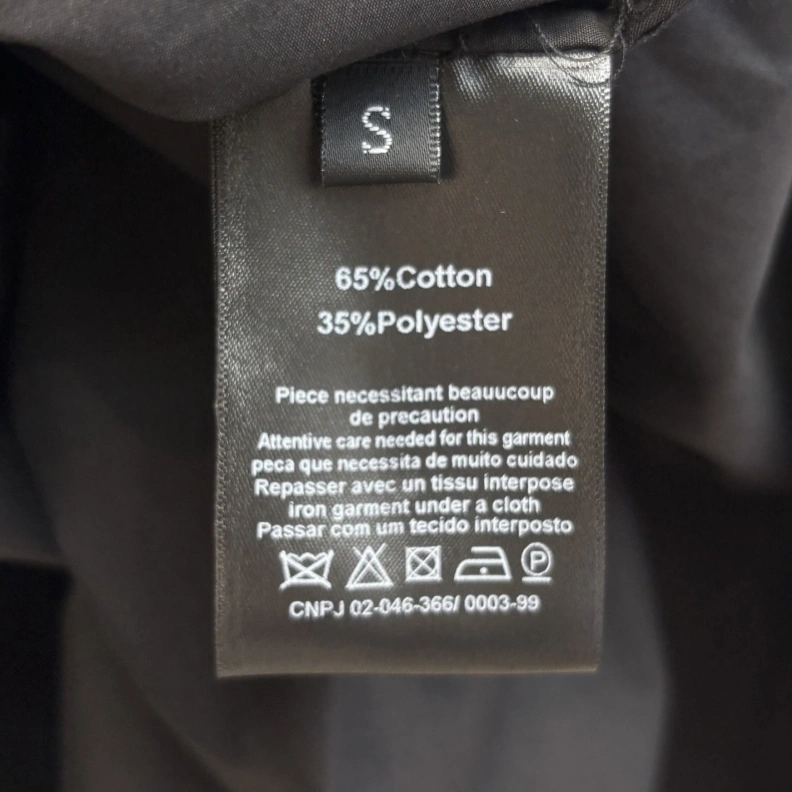 S
65%Cotton
35%Polyester
Piece necessitant beauucoup
de precaution
Attentive care needed for this garment
peca que necessita de muito cuidado
Repasser avec un tissu interpose
iron garment under a cloth
Passar com um tecido interposto
P
CNPJ 02-046-366/ 0003-99